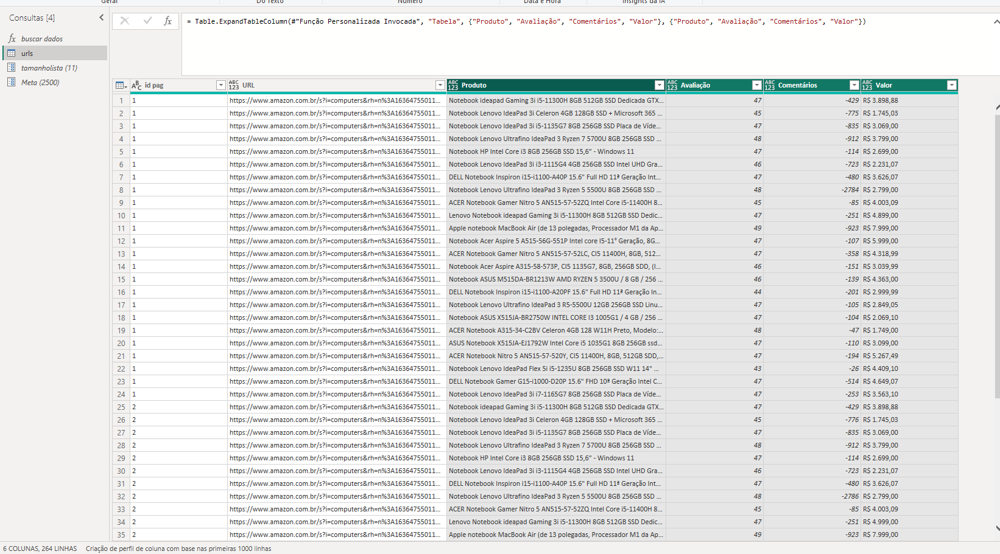 Geral Do Texto Número Data e Hora Insights da IA
Consultas [4]
fx buscar dados
urls
tamanholista (11)
Meta (2500)
fx = Table.ExpandTableColumn(#"Função Personalizada Invocada", "Tabela", {"Produto", "Avaliação", "Comentários", "Valor"}, {"Produto", "Avaliação", "Comentários", "Valor"})
ABC id pag ABC123 URL ABC123 Produto ABC123 Avaliação ABC123 Comentários ABC123 Valor
1 1 https://www.amazon.com.br/s?i=computers&rh=n%3A16364755011... Notebook ideapad Gaming 3i i5-11300H 8GB 512GB SSD Dedicada GTX... 47 -429 R$ 3.898,88
2 1 https://www.amazon.com.br/s?i=computers&rh=n%3A16364755011... Notebook Lenovo IdeaPad 3i Celeron 4GB 128GB SSD + Microsoft 365 ... 45 -775 R$ 1.745,03
3 1 https://www.amazon.com.br/s?i=computers&rh=n%3A16364755011... Notebook Lenovo IdeaPad 3i i5-1135G7 8GB 256GB SSD Placa de Víde... 47 -835 R$ 3.069,00
4 1 https://www.amazon.com.br/s?i=computers&rh=n%3A16364755011... Notebook Lenovo Ultrafino IdeaPad 3 Ryzen 7 5700U 8GB 256GB SSD ... 48 -912 R$ 3.799,00
5 1 https://www.amazon.com.br/s?i=computers&rh=n%3A16364755011... Notebook HP Intel Core i3 8GB 256GB SSD 15,6” - Windows 11 47 -114 R$ 2.699,00
6 1 https://www.amazon.com.br/s?i=computers&rh=n%3A16364755011... Notebook Lenovo IdeaPad 3i i3-1115G4 4GB 256GB SSD Intel UHD Gra... 46 -723 R$ 2.231,07
7 1 https://www.amazon.com.br/s?i=computers&rh=n%3A16364755011... DELL Notebook Inspiron i15-i1100-A40P 15.6" Full HD 11ª Geração Int... 47 -480 R$ 3.626,07
8 1 https://www.amazon.com.br/s?i=computers&rh=n%3A16364755011... Notebook Lenovo Ultrafino IdeaPad 3 Ryzen 5 5500U 8GB 256GB SSD ... 48 -2784 R$ 2.799,00
9 1 https://www.amazon.com.br/s?i=computers&rh=n%3A16364755011... ACER Notebook Gamer Nitro 5 AN515-57-52ZQ Intel Core i5-11400H 8... 45 -85 R$ 4.003,09
10 1 https://www.amazon.com.br/s?i=computers&rh=n%3A16364755011... Lenovo Notebook ideapad Gaming 3i i5-11300H 8GB 512GB SSD Dedic... 47 -251 R$ 4.899,00
11 1 https://www.amazon.com.br/s?i=computers&rh=n%3A16364755011... Apple notebook MacBook Air (de 13 polegadas, Processador M1 da Ap... 49 -923 R$ 7.999,00
12 1 https://www.amazon.com.br/s?i=computers&rh=n%3A16364755011... Notebook Acer Aspire 5 A515-56G-551P Intel core I5-11° Geração, 8G... 47 -107 R$ 5.999,00
13 1 https://www.amazon.com.br/s?i=computers&rh=n%3A16364755011... ACER Notebook Gamer Nitro 5 AN515-57-52LC, CI5 11400H, 8GB, 512... 47 -358 R$ 4.318,99
14 1 https://www.amazon.com.br/s?i=computers&rh=n%3A16364755011... Notebook Acer Aspire A315-58-573P, CI5 1135G7, 8GB, 256GB SDD, (I... 46 -151 R$ 3.039,99
15 1 https://www.amazon.com.br/s?i=computers&rh=n%3A16364755011... Notebook ASUS M515DA-BR1213W AMD RYZEN 5 3500U / 8 GB / 256 ... 46 -139 R$ 4.363,00
16 1 https://www.amazon.com.br/s?i=computers&rh=n%3A16364755011... DELL Notebook Inspiron i15-i1100-A20PF 15.6" Full HD 11ª Geração In... 44 -201 R$ 2.999,99
17 1 https://www.amazon.com.br/s?i=computers&rh=n%3A16364755011... Notebook Lenovo Ultrafino IdeaPad 3 R5-5500U 12GB 256GB SSD Linu... 47 -105 R$ 2.849,05
18 1 https://www.amazon.com.br/s?i=computers&rh=n%3A16364755011... Notebook ASUS X515JA-BR2750W INTEL CORE I3 1005G1 / 4 GB / 256 ... 47 -104 R$ 2.069,10
19 1 https://www.amazon.com.br/s?i=computers&rh=n%3A16364755011... ACER Notebook A315-34-C2BV Celeron 4GB 128 W11H Preto, Modelo:... 48 -47 R$ 1.749,00
20 1 https://www.amazon.com.br/s?i=computers&rh=n%3A16364755011... ASUS Notebook X515JA-EJ1792W Intel Core i5 1035G1 8GB 256GB ssd... 47 -110 R$ 3.099,00
21 1 https://www.amazon.com.br/s?i=computers&rh=n%3A16364755011... ACER Notebook Nitro 5 AN515-57-520Y, CI5 11400H, 8GB, 512GB SDD,... 47 -194 R$ 5.267,49
22 1 https://www.amazon.com.br/s?i=computers&rh=n%3A16364755011... Notebook Lenovo IdeaPad Flex 5i i5-1235U 8GB 256GB SSD W11 14" ... 43 -26 R$ 4.409,10
23 1 https://www.amazon.com.br/s?i=computers&rh=n%3A16364755011... DELL Notebook Gamer G15-i1000-D20P 15.6" FHD 10ª Geração Intel C... 47 -514 R$ 4.649,07
24 1 https://www.amazon.com.br/s?i=computers&rh=n%3A16364755011... Notebook Lenovo IdeaPad 3i i7-1165G7 8GB 256GB SSD Placa de Víde... 47 -253 R$ 3.563,10
25 2 https://www.amazon.com.br/s?i=computers&rh=n%3A16364755011... Notebook ideapad Gaming 3i i5-11300H 8GB 512GB SSD Dedicada GTX... 47 -429 R$ 3.898,88
26 2 https://www.amazon.com.br/s?i=computers&rh=n%3A16364755011... Notebook Lenovo IdeaPad 3i Celeron 4GB 128GB SSD + Microsoft 365 ... 45 -776 R$ 1.745,03
27 2 https://www.amazon.com.br/s?i=computers&rh=n%3A16364755011... Notebook Lenovo IdeaPad 3i i5-1135G7 8GB 256GB SSD Placa de Víde... 47 -835 R$ 3.069,00
28 2 https://www.amazon.com.br/s?i=computers&rh=n%3A16364755011... Notebook Lenovo Ultrafino IdeaPad 3 Ryzen 7 5700U 8GB 256GB SSD ... 48 -912 R$ 3.799,00
29 2 https://www.amazon.com.br/s?i=computers&rh=n%3A16364755011... Notebook HP Intel Core i3 8GB 256GB SSD 15,6” - Windows 11 47 -114 R$ 2.699,00
30 2 https://www.amazon.com.br/s?i=computers&rh=n%3A16364755011... Notebook Lenovo IdeaPad 3i i3-1115G4 4GB 256GB SSD Intel UHD Gra... 46 -723 R$ 2.231,07
31 2 https://www.amazon.com.br/s?i=computers&rh=n%3A16364755011... DELL Notebook Inspiron i15-i1100-A40P 15.6" Full HD 11ª Geração Int... 47 -480 R$ 3.626,07
32 2 https://www.amazon.com.br/s?i=computers&rh=n%3A16364755011... Notebook Lenovo Ultrafino IdeaPad 3 Ryzen 5 5500U 8GB 256GB SSD ... 48 -2786 R$ 2.799,00
33 2 https://www.amazon.com.br/s?i=computers&rh=n%3A16364755011... ACER Notebook Gamer Nitro 5 AN515-57-52ZQ Intel Core i5-11400H 8... 45 -85 R$ 4.003,09
34 2 https://www.amazon.com.br/s?i=computers&rh=n%3A16364755011... Lenovo Notebook ideapad Gaming 3i i5-11300H 8GB 512GB SSD Dedic... 47 -251 R$ 4.999,00
35 2 https://www.amazon.com.br/s?i=computers&rh=n%3A16364755011... Apple notebook MacBook Air (de 13 polegadas, Processador M1 da Ap... 49 -923 R$ 7.999,00
6 COLUNAS, 264 LINHAS Criação de perfil de coluna com base nas primeiras 1000 linhas